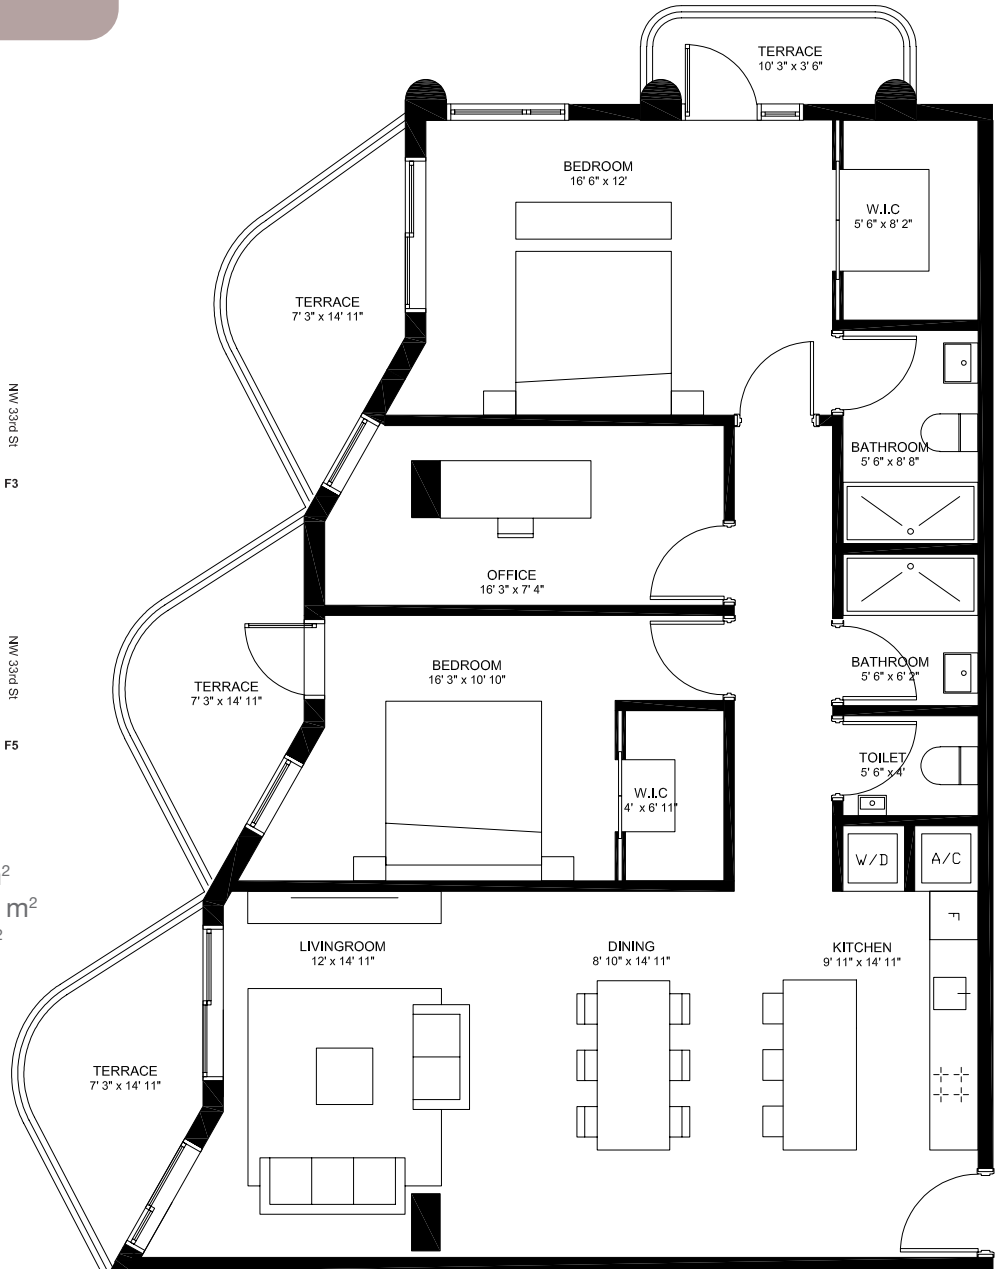 TERRACE
10' 3" x 3' 6"
BEDROOM
16' 6" x 12'
W.I.C
5' 6" x 8' 2"
TERRACE
7' 3" x 14' 11"
NW 33rd St
F3
BATHROOM
5' 6" x 8' 8"
OFFICE
16' 3" x 7' 4"
NW 33rd St
F5
BEDROOM
16' 3" x 10' 10"
BATHROOM
5' 6" x 6' 2"
TERRACE
7' 3" x 14' 11"
TOILET
5' 6" x 4'
W.I.C
4' x 6' 11"
W/D
A/C
m²
F
LIVINGROOM
12' x 14' 11"
DINING
8' 10" x 14' 11"
KITCHEN
9' 11" x 14' 11"
TERRACE
7' 3" x 14' 11"